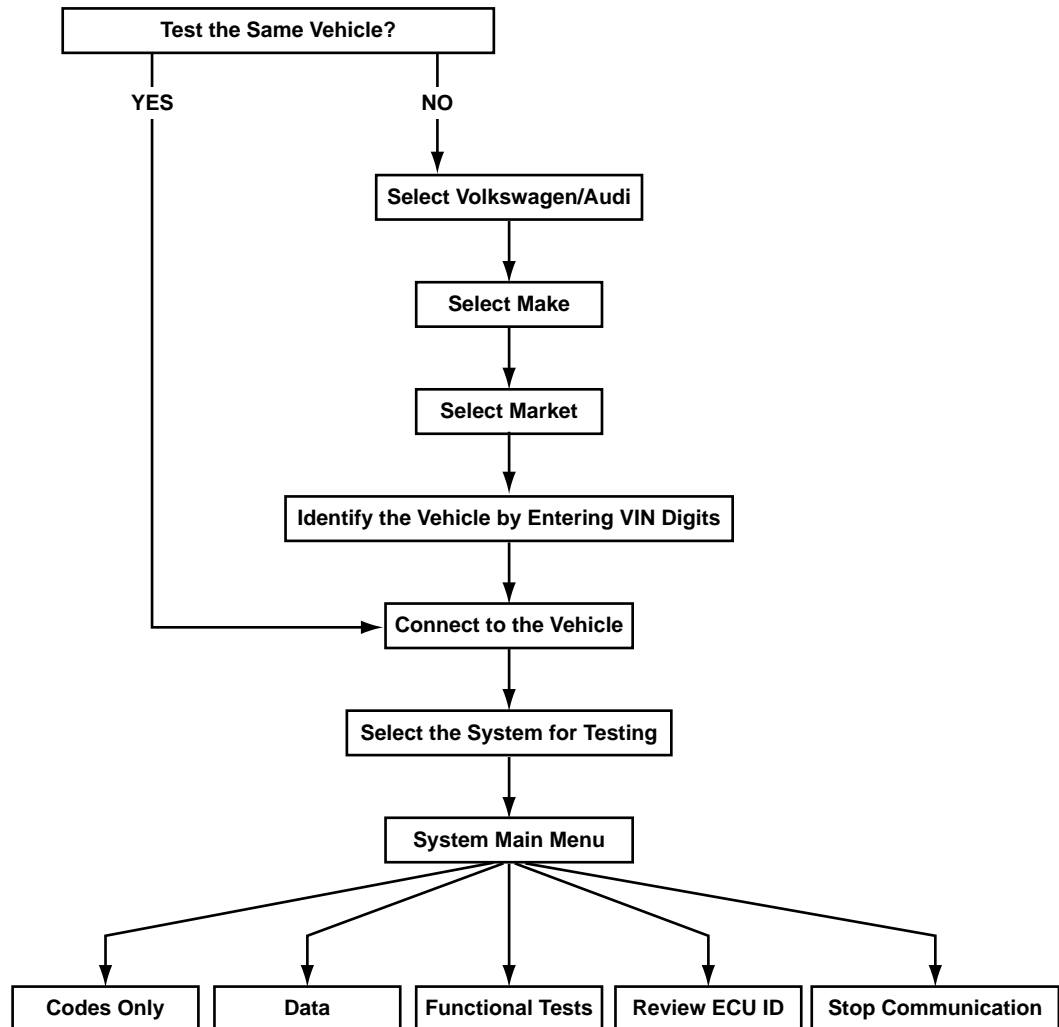 Test the Same Vehicle?
YES
NO
Select Volkswagen/Audi
Select Make
Select Market
Identify the Vehicle by Entering VIN Digits
Connect to the Vehicle
Select the System for Testing
System Main Menu
Codes Only
Data
Functional Tests
Review ECU ID
Stop Communication